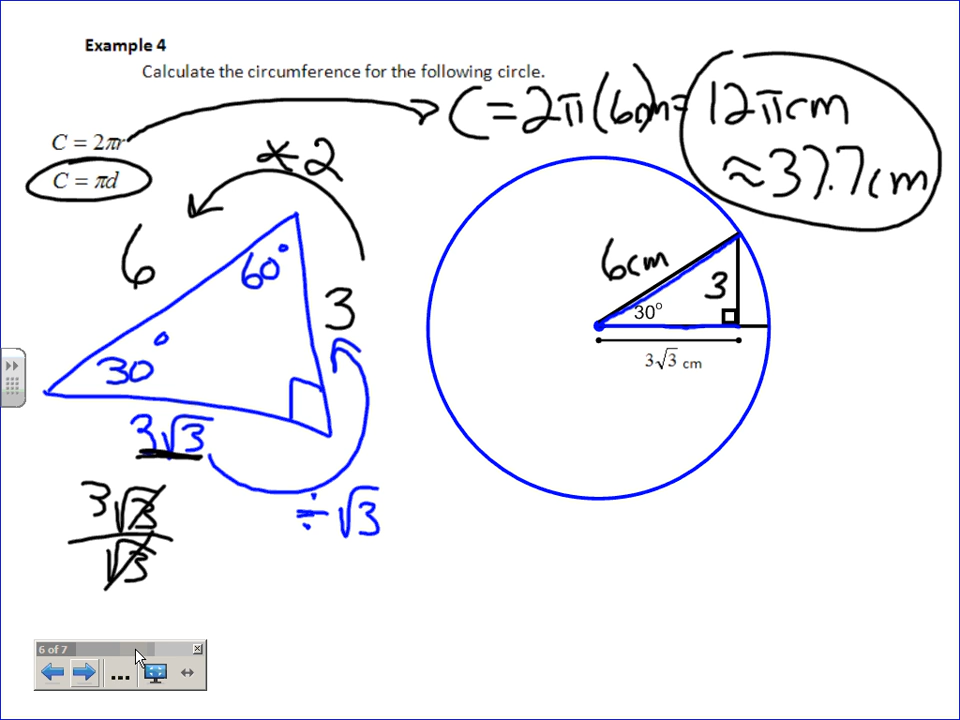 Example 4
Calculate the circumference for the following circle.
C = 2πr
C = πd
C = 2π(6cm) = 12πcm
≈ 37.7cm
*2
6
60°
3
30°
3√3
÷√3
3√3
√3
6cm
3
30°
3√3 cm
6 of 7